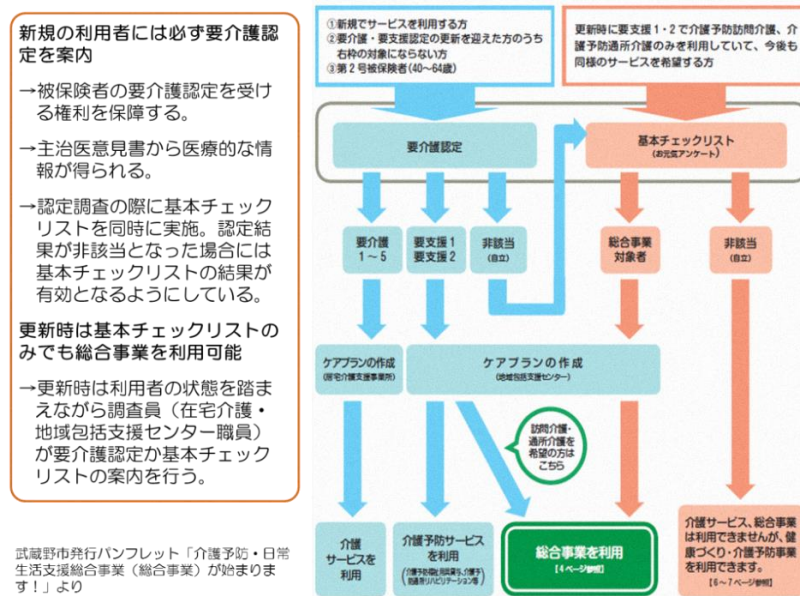 新規の利用者には必ず要介護認
定を案内
→被保険者の要介護認定を受け
る権利を保障する。
→主治医意見書から医療的な情
報が得られる。
→認定調査の際に基本チェック
リストを同時に実施。認定結
果が非該当となった場合には
基本チェックリストの結果が
有効となるようにしている。
更新時は基本チェックリストの
みでも総合事業を利用可能
→更新時は利用者の状態を踏ま
えながら調査員（在宅介護・
地域包括支援センター職員）
が要介護認定か基本チェック
リストの案内を行う。
武蔵野市発行パンフレット「介護予防・日常
生活支援総合事業（総合事業）が始まりま
す！」より
①新規でサービスを利用する方
②要介護・要支援認定の更新を迎えた方のうち
右枠の対象にならない方
③第２号被保険者（40～64歳）
更新時に要支援１・２で介護予防訪問介護、介
護予防通所介護のみを利用していて、今後も
同様のサービスを希望する方
要介護認定
基本チェックリスト
（お元気アンケート）
要介護
１～５
要支援１
要支援２
非該当
（自立）
総合事業
対象者
非該当
（自立）
ケアプランの作成
（居宅介護支援事業所）
ケアプランの作成
（地域包括支援センター）
訪問介護・
通所介護を
希望の方は
こちら
介護
サービスを
利用
介護予防サービス
を利用
総合事業を利用
【４ページ参照】
介護サービス、総合事業
は利用できませんが、健
康づくり・介護予防事業
を利用できます。
【６～７ページ参照】